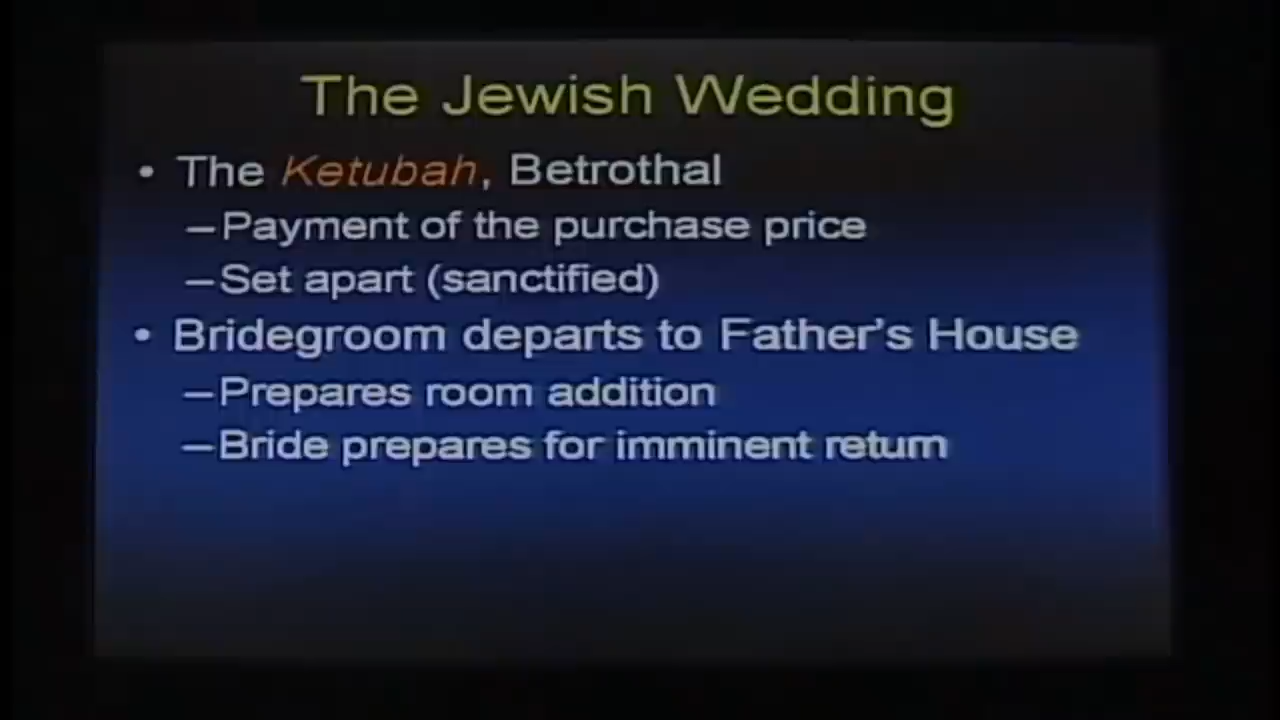 The Jewish Wedding
• The Ketubah, Betrothal
–Payment of the purchase price
–Set apart (sanctified)
• Bridegroom departs to Father's House
–Prepares room addition
–Bride prepares for imminent return